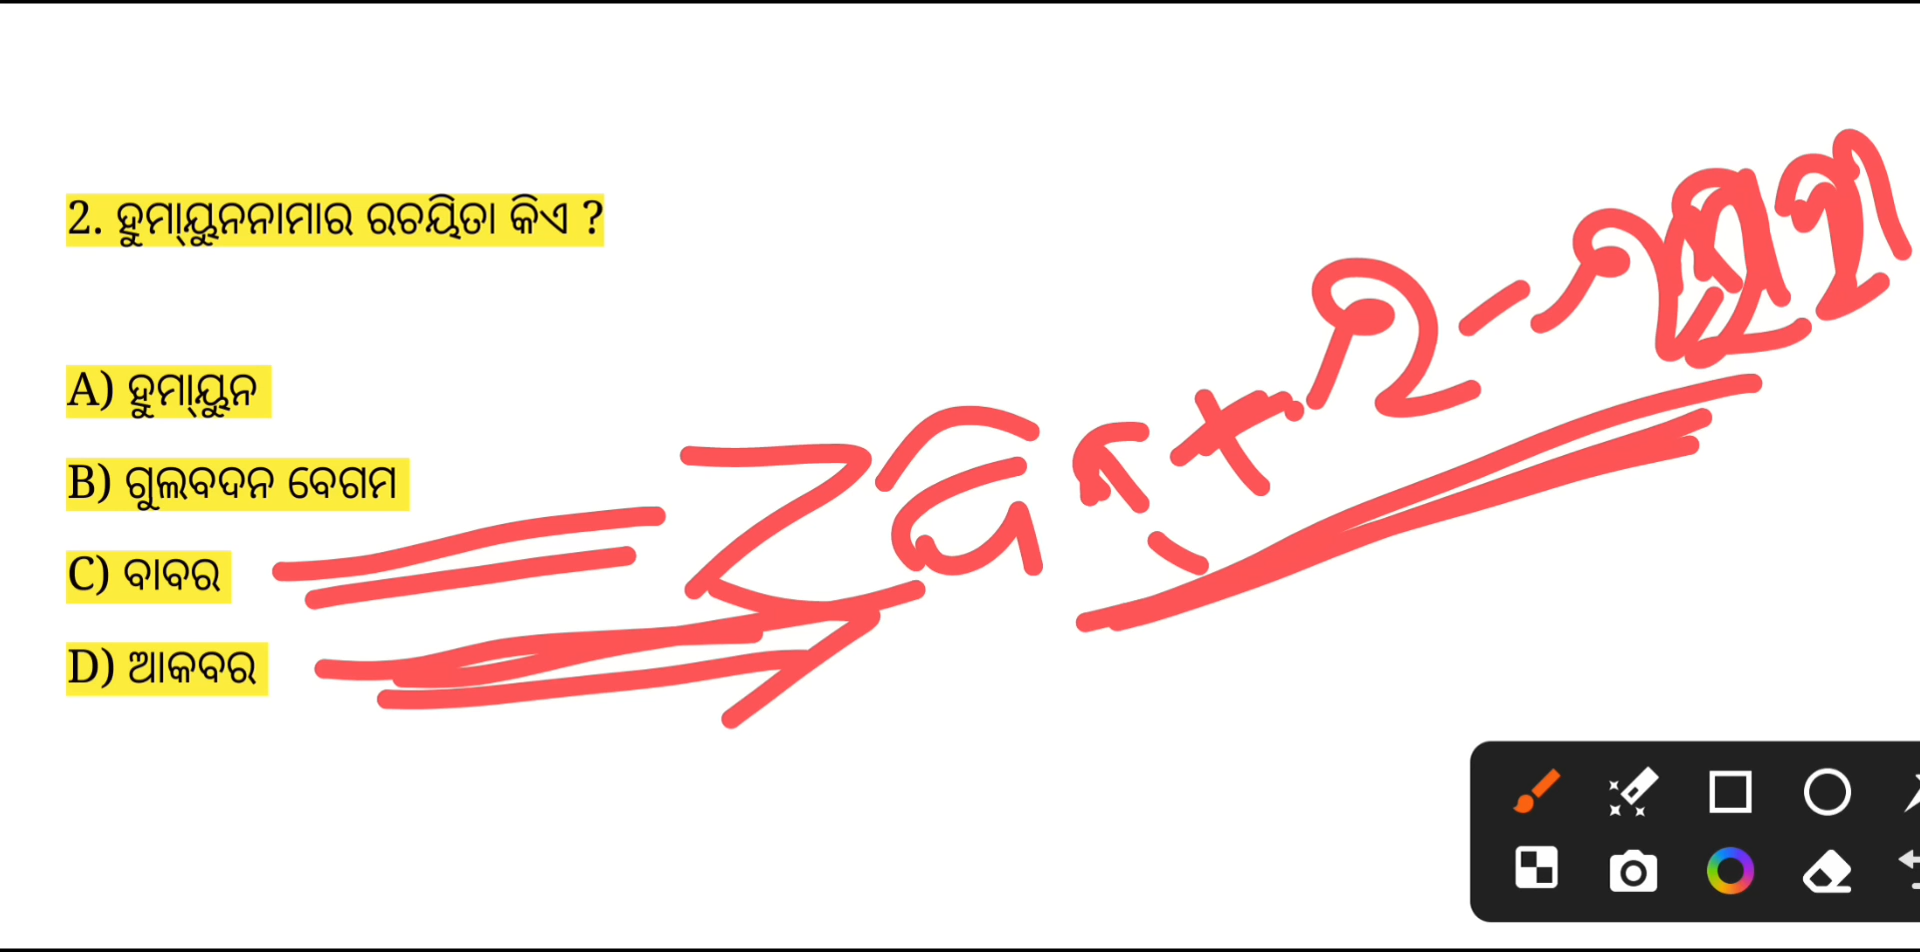 2. ହୁମା୍ୟୁନନାମାର ରଚୟିତା କିଏ ?
A) ହୁମା୍ୟୁନ
B) ଗୁଲବଦନ ବେଗମ
C) ବାବର
D) ଆକବର